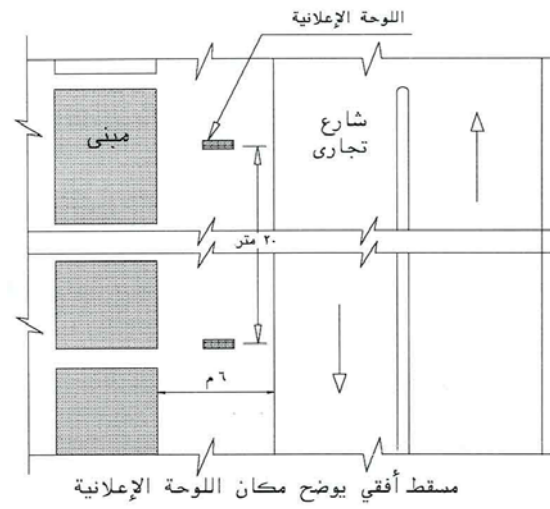 اللوحة الإعلانية
مبنى
شارع
تجارى
٢٠ متر
٦ م
مسقط أفقي يوضح مكان اللوحة الإعلانية